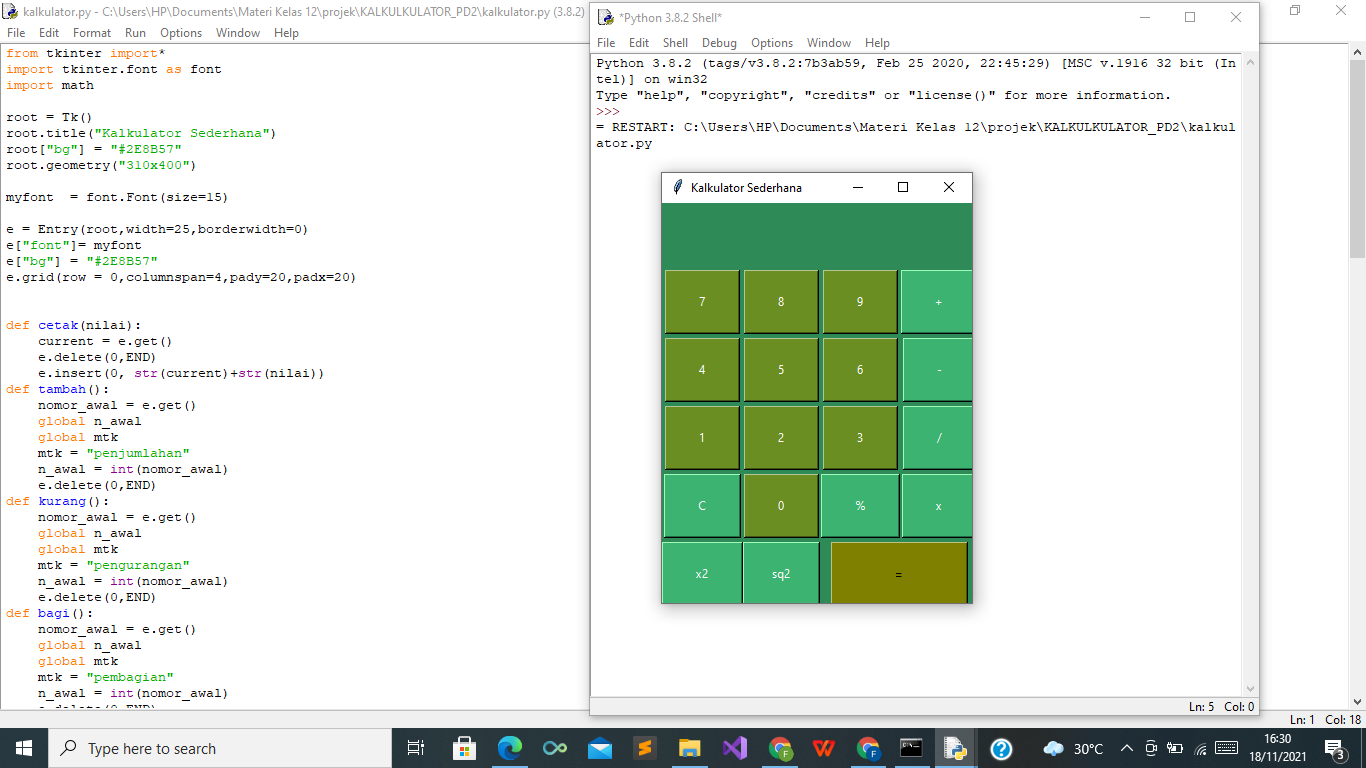 kalkulator.py - C:\Users\HP\Documents\Materi Kelas 12\projek\KALKULKULATOR_PD2\kalkulator.py (3.8.2)
File Edit Format Run Options Window Help
from tkinter import*
import tkinter.font as font
import math
root = Tk()
root.title("Kalkulator Sederhana")
root["bg"] = "#2E8B57"
root.geometry("310x400")
myfont  = font.Font(size=15)
e = Entry(root,width=25,borderwidth=0)
e["font"]= myfont
e["bg"] = "#2E8B57"
e.grid(row = 0,columnspan=4,pady=20,padx=20)
def cetak(nilai):
    current = e.get()
    e.delete(0,END)
    e.insert(0, str(current)+str(nilai))
def tambah():
    nomor_awal = e.get()
    global n_awal
    global mtk
    mtk = "penjumlahan"
    n_awal = int(nomor_awal)
    e.delete(0,END)
def kurang():
    nomor_awal = e.get()
    global n_awal
    global mtk
    mtk = "pengurangan"
    n_awal = int(nomor_awal)
    e.delete(0,END)
def bagi():
    nomor_awal = e.get()
    global n_awal
    global mtk
    mtk = "pembagian"
    n_awal = int(nomor_awal)
Ln: 1 Col: 18
*Python 3.8.2 Shell*
File Edit Shell Debug Options Window Help
Python 3.8.2 (tags/v3.8.2:7b3ab59, Feb 25 2020, 22:45:29) [MSC v.1916 32 bit (In
tel)] on win32
Type "help", "copyright", "credits" or "license()" for more information.
>>>
= RESTART: C:\Users\HP\Documents\Materi Kelas 12\projek\KALKULKULATOR_PD2\kalkul
ator.py
Ln: 5 Col: 0
Kalkulator Sederhana
7 8 9 +
4 5 6 -
1 2 3 /
C 0 % x
x2 sq2 =
Type here to search
30°C
16:30
18/11/2021
3